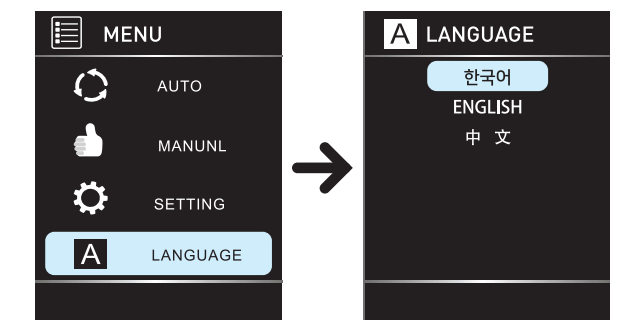 MENU
AUTO
MANUNL
SETTING
A LANGUAGE
A LANGUAGE
한국어
ENGLISH
中 文